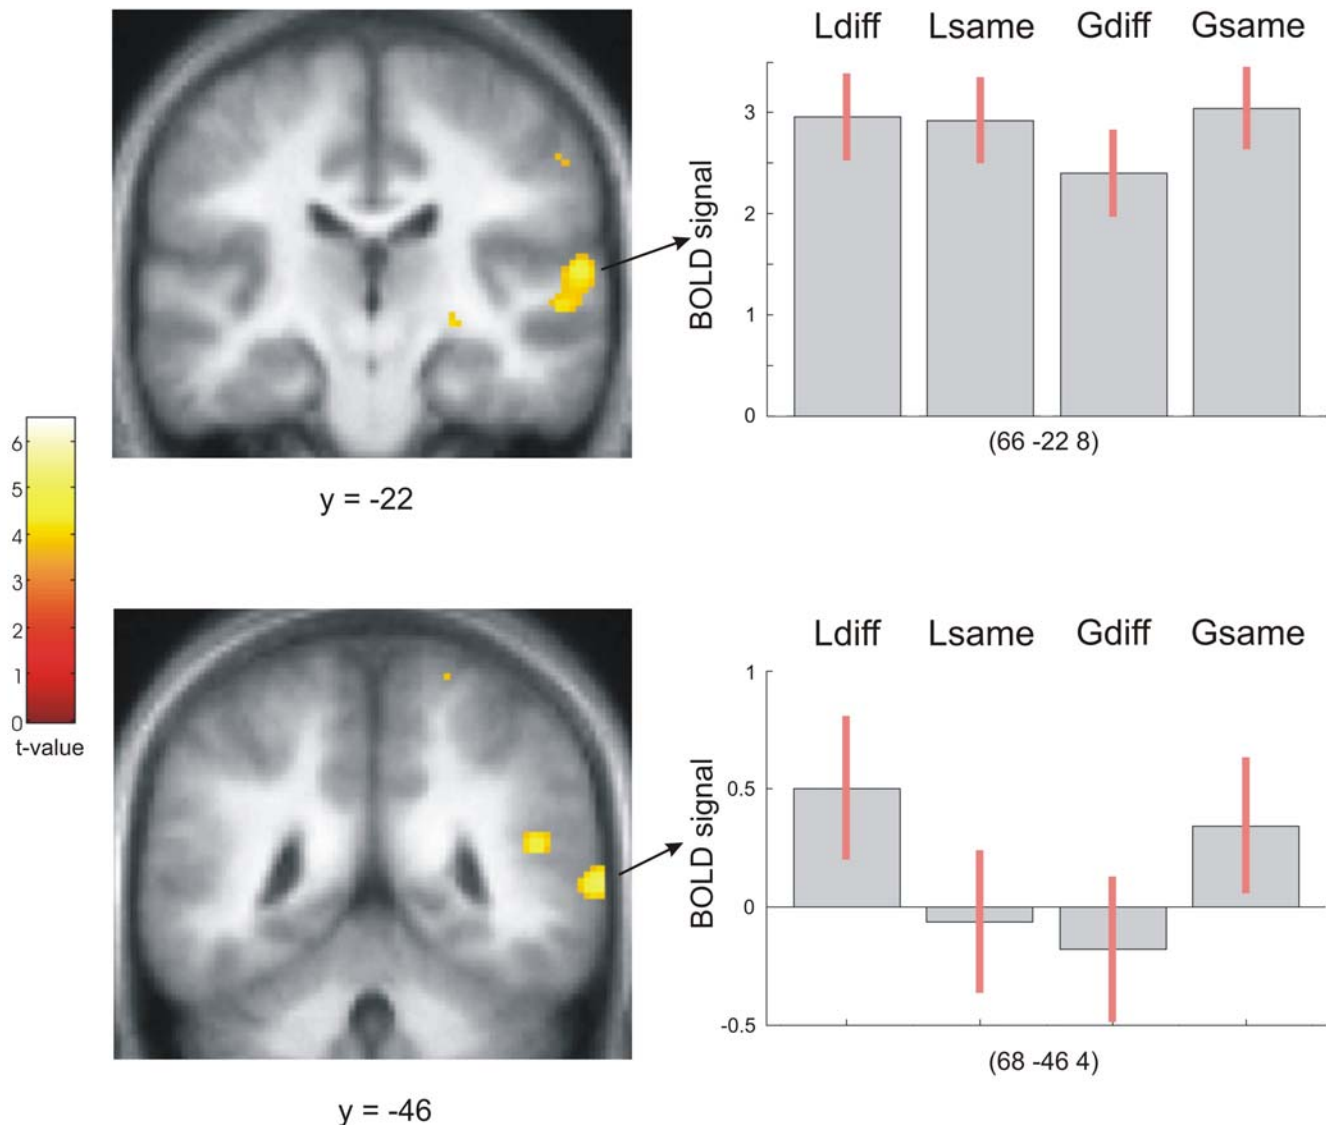 Ldiff Lsame Gdiff Gsame
3
2
1
0
BOLD signal
(66 -22 8)
y = -22
6
5
4
3
2
1
0
t-value
Ldiff Lsame Gdiff Gsame
1
0.5
0
-0.5
BOLD signal
(68 -46 4)
y = -46